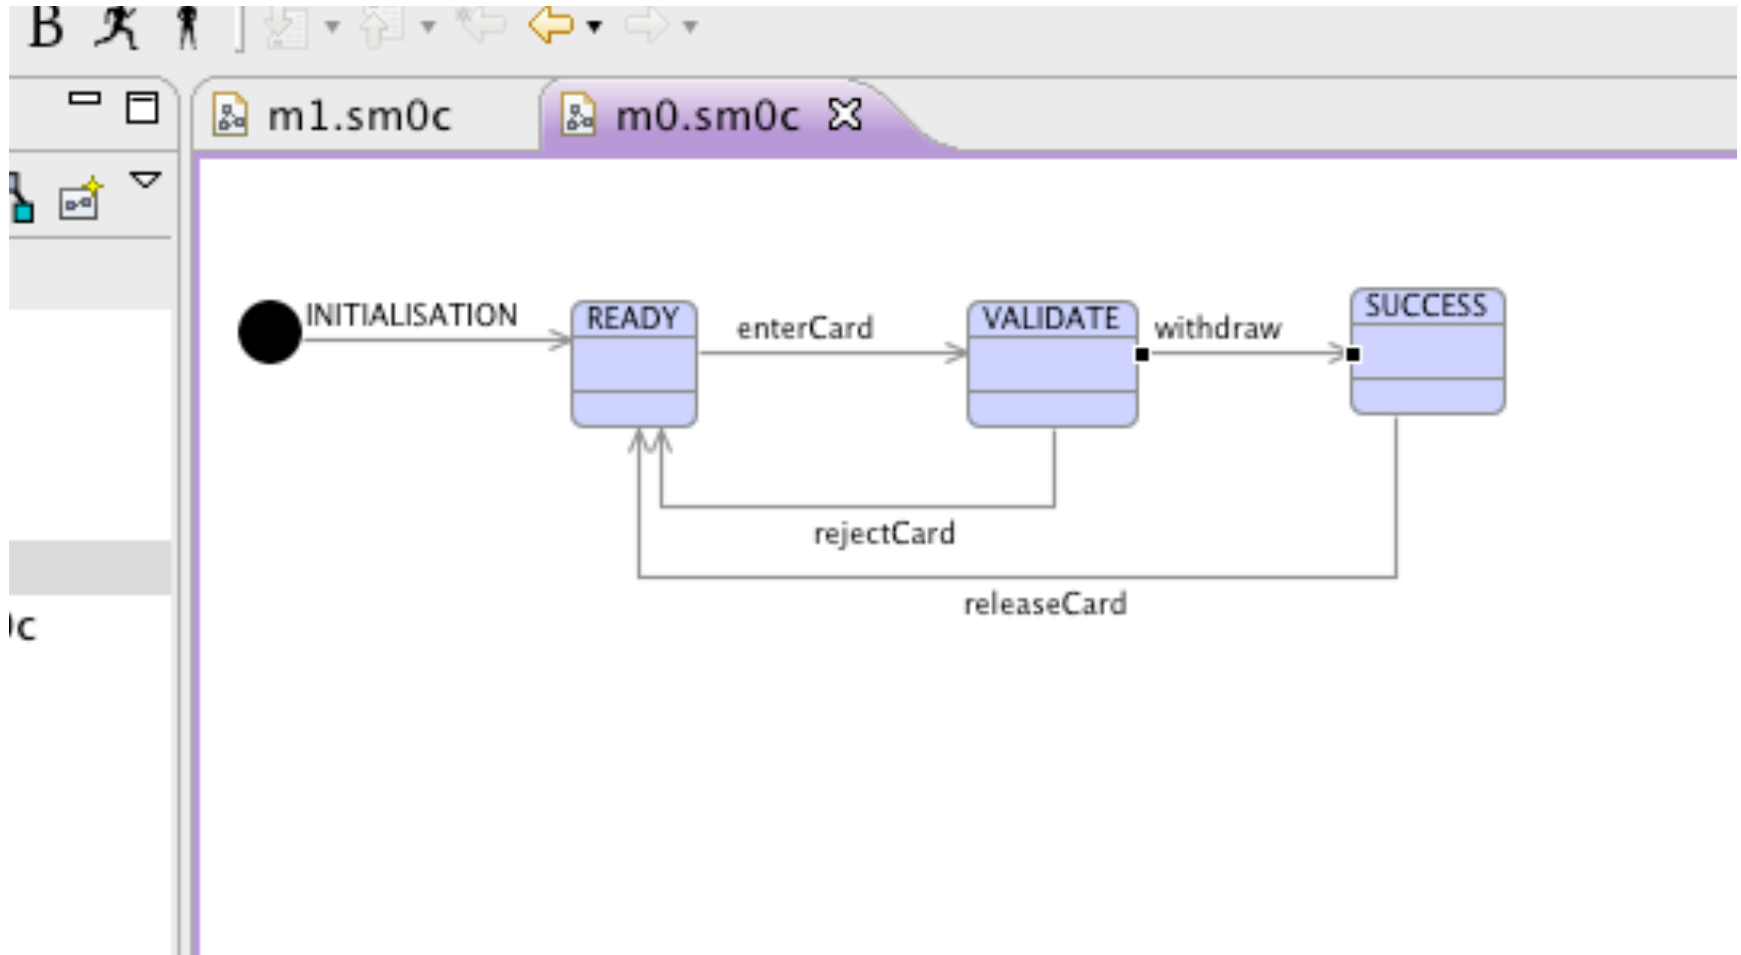 B
m1.sm0c
m0.sm0c
INITIALISATION
READY
enterCard
VALIDATE
withdraw
SUCCESS
rejectCard
releaseCard
c